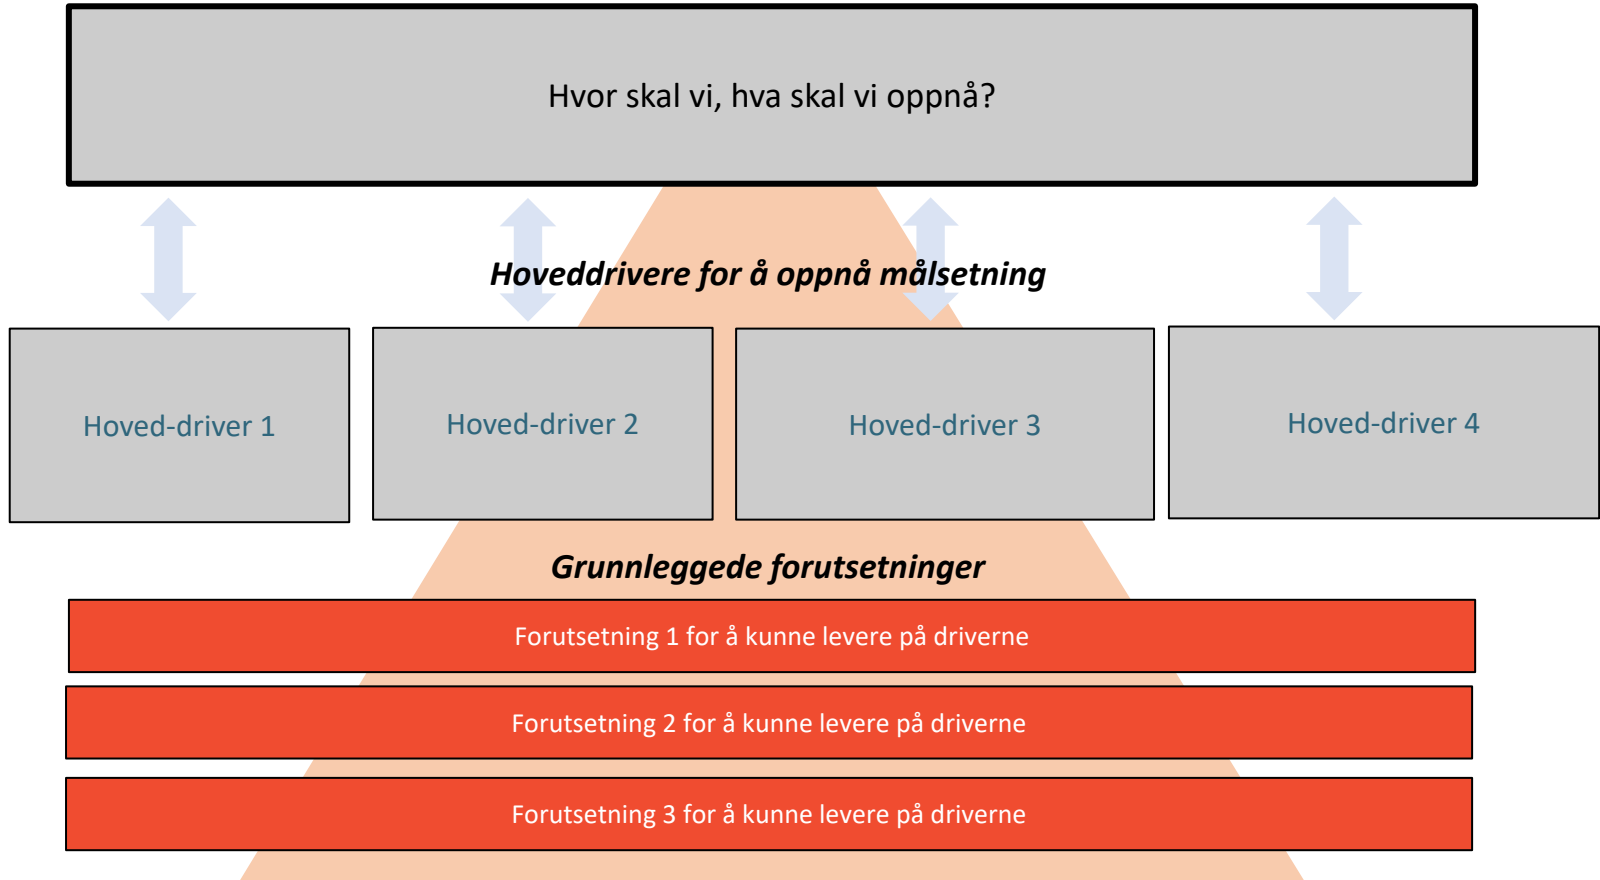 Hvor skal vi, hva skal vi oppnå?
Hoveddrivere for å oppnå målsetning
Hoved-driver 1
Hoved-driver 2
Hoved-driver 3
Hoved-driver 4
Grunnleggede forutsetninger
Forutsetning 1 for å kunne levere på driverne
Forutsetning 2 for å kunne levere på driverne
Forutsetning 3 for å kunne levere på driverne